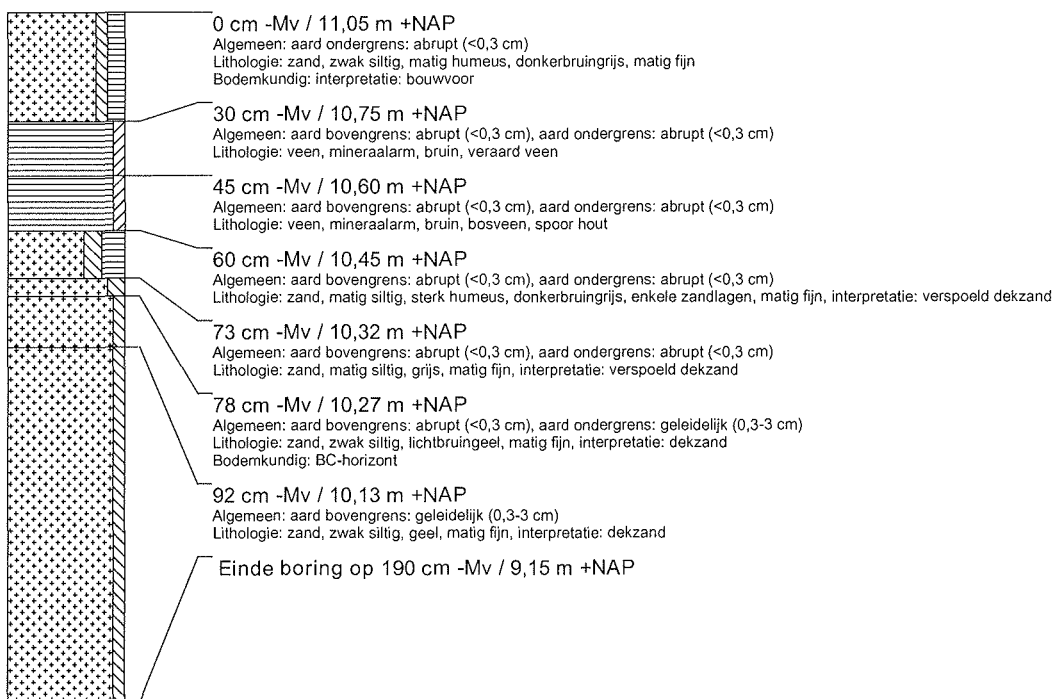 0 cm -Mv / 11,05 m +NAP
Algemeen: aard ondergrens: abrupt (<0,3 cm)
Lithologie: zand, zwak siltig, matig humeus, donkerbruingrijs, matig fijn
Bodemkundig: interpretatie: bouwvoor
30 cm -Mv / 10,75 m +NAP
Algemeen: aard bovengrens: abrupt (<0,3 cm), aard ondergrens: abrupt (<0,3 cm)
Lithologie: veen, mineraalarm, bruin, veraard veen
45 cm -Mv / 10,60 m +NAP
Algemeen: aard bovengrens: abrupt (<0,3 cm), aard ondergrens: abrupt (<0,3 cm)
Lithologie: veen, mineraalarm, bruin, bosveen, spoor hout
60 cm -Mv / 10,45 m +NAP
Algemeen: aard bovengrens: abrupt (<0,3 cm), aard ondergrens: abrupt (<0,3 cm)
Lithologie: zand, matig siltig, sterk humeus, donkerbruingrijs, enkele zandlagen, matig fijn, interpretatie: verspoeld dekzand
73 cm -Mv / 10,32 m +NAP
Algemeen: aard bovengrens: abrupt (<0,3 cm), aard ondergrens: abrupt (<0,3 cm)
Lithologie: zand, matig siltig, grijs, matig fijn, interpretatie: verspoeld dekzand
78 cm -Mv / 10,27 m +NAP
Algemeen: aard bovengrens: abrupt (<0,3 cm), aard ondergrens: geleidelijk (0,3-3 cm)
Lithologie: zand, zwak siltig, lichtbruingeel, matig fijn, interpretatie: dekzand
Bodemkundig: BC-horizont
92 cm -Mv / 10,13 m +NAP
Algemeen: aard bovengrens: geleidelijk (0,3-3 cm)
Lithologie: zand, zwak siltig, geel, matig fijn, interpretatie: dekzand
Einde boring op 190 cm -Mv / 9,15 m +NAP